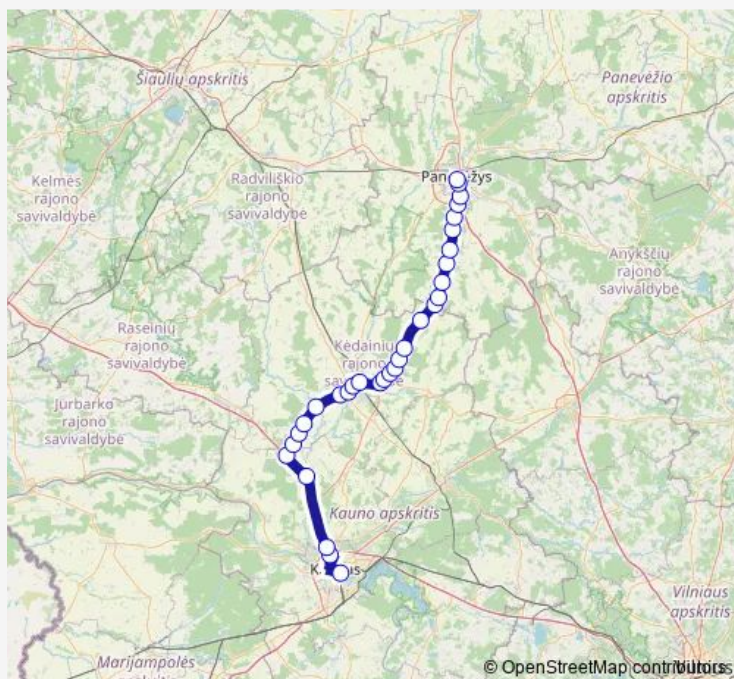 Šiaulių apskritis
Panevėžio
apskritis
Kelmės
rajono
savivaldybė
Radviliškio
rajono
savivaldybė
Anykščių
rajono
savivaldybė
Raseinių
rajono
savivaldybė
rajono
Jurbarko
rajono
savivaldybė
Kauno apskritis
Vilniaus
apskritis
Marijampolės
© OpenStreetMap contributors